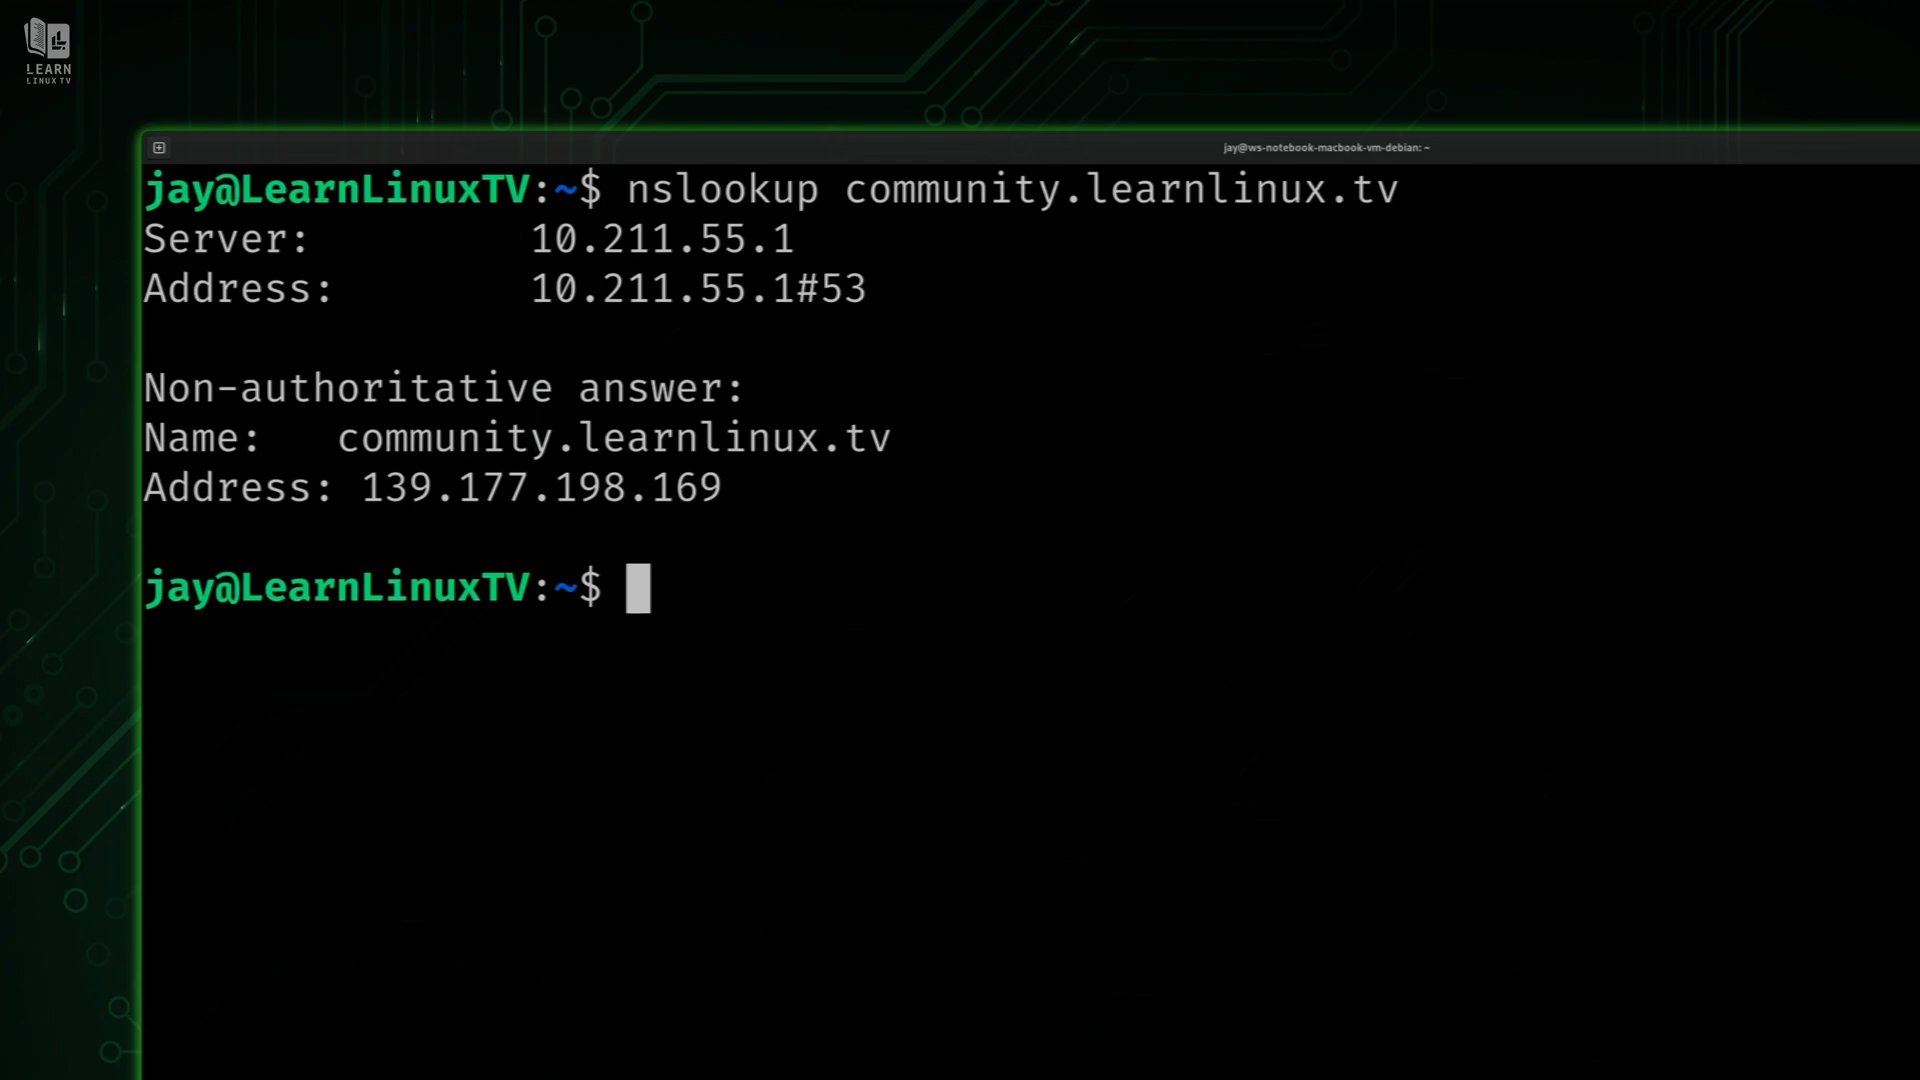 LEARN
LINUX TV
jay@ws-notebook-macbook-vm-debian: ~
jay@LearnLinuxTV:~$ nslookup community.learnlinux.tv
Server:		10.211.55.1
Address:	10.211.55.1#53
Non-authoritative answer:
Name:	community.learnlinux.tv
Address: 139.177.198.169
jay@LearnLinuxTV:~$